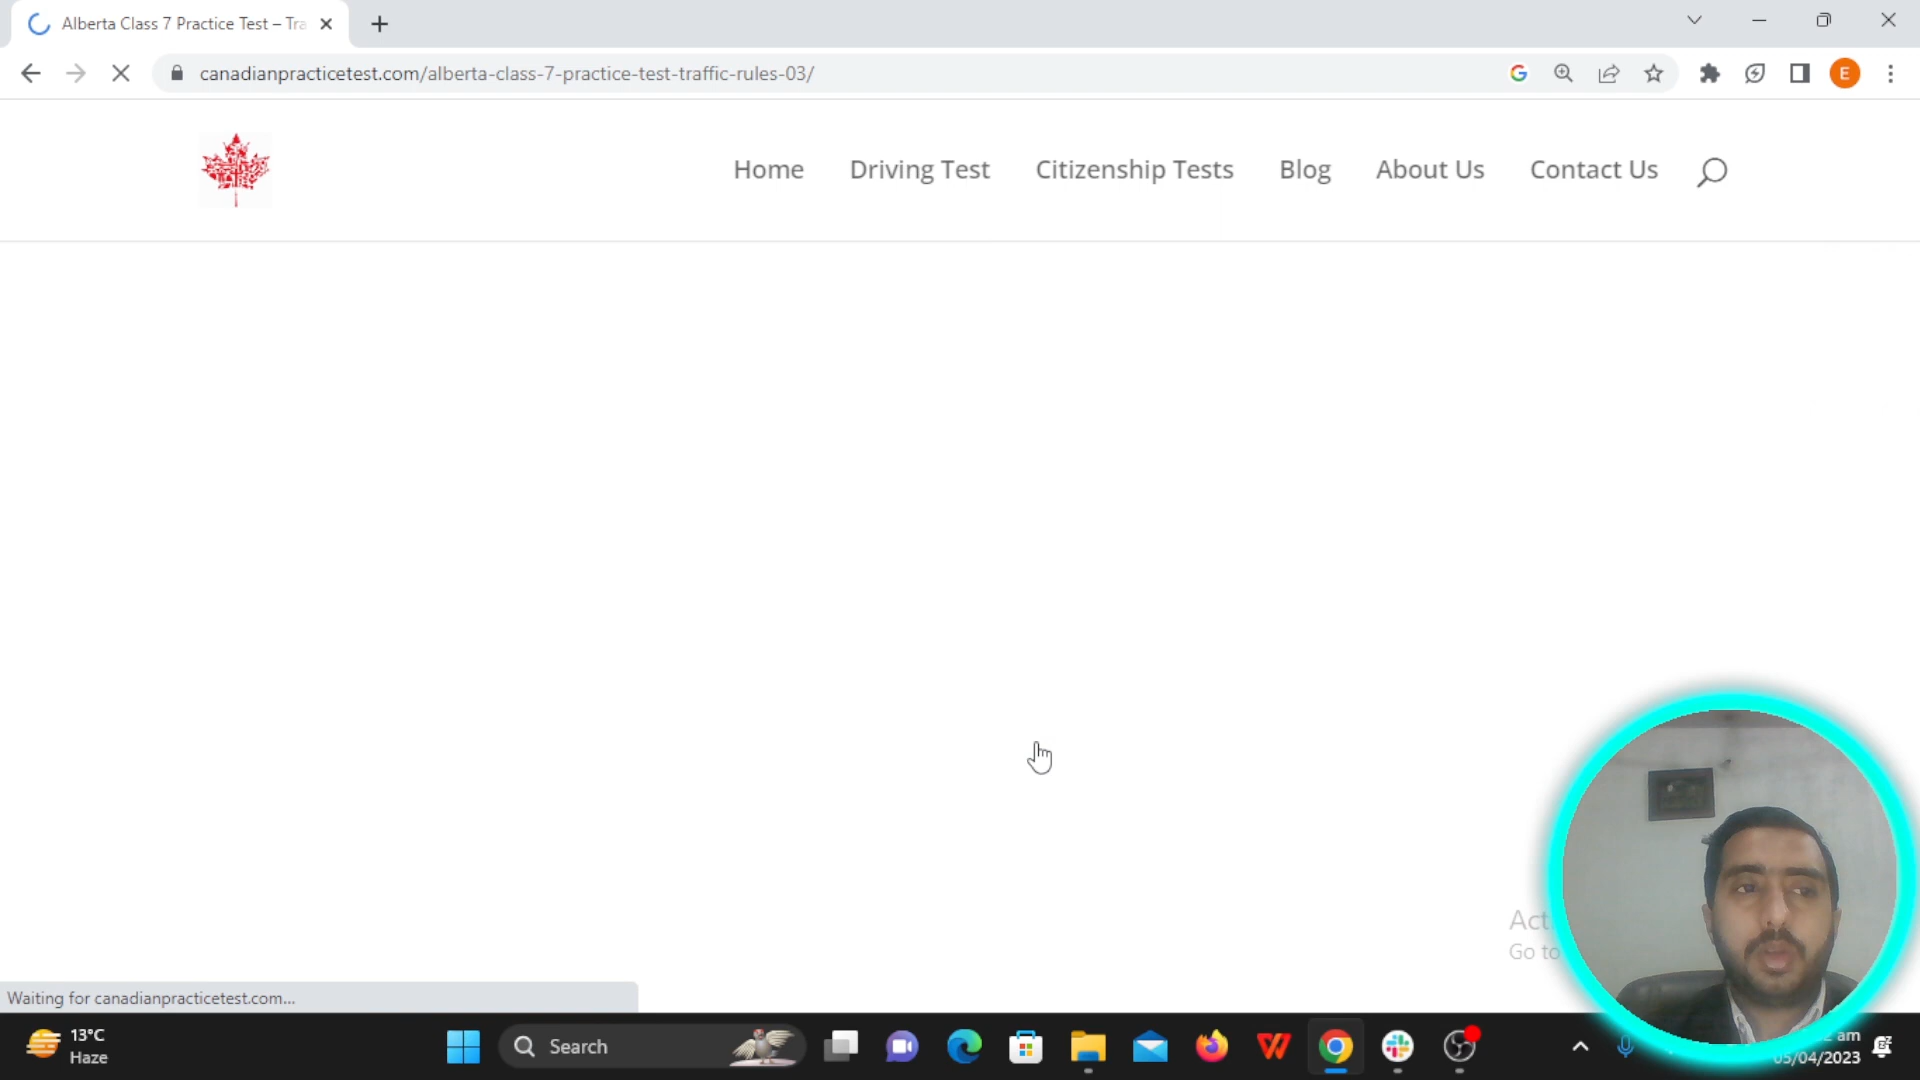 Alberta Class 7 Practice Test – Tra
canadianpracticetest.com/alberta-class-7-practice-test-traffic-rules-03/
E
Home
Driving Test
Citizenship Tests
Blog
About Us
Contact Us
Act
Go to
Waiting for canadianpracticetest.com...
13°C
Haze
Search
2 am
05/04/2023